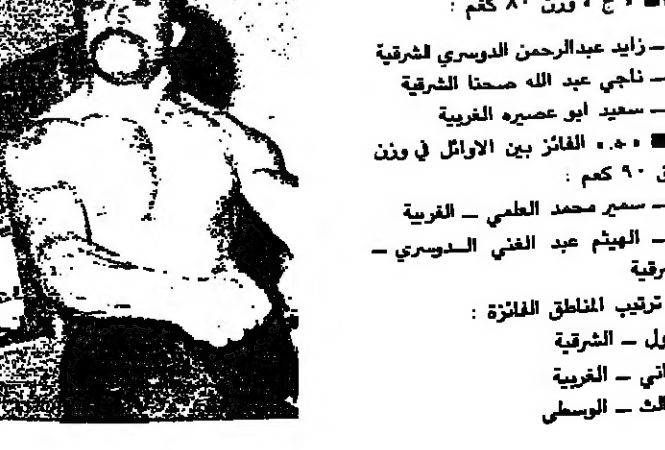 ■ « ج » وزن ٨٠ كغم :
– زايد عبدالرحمن الدوسري الشرقية
– ناجي عبد الله صحنا الشرقية
– سعيد ابو عصيره الغربية
■ « هـ » الفائز بين الاوائل في وزن
٩٠ كغم :
– سمير محمد العلمي – الغربية
– الهيثم عبد الغني الدوسري –
ترتيب المناطق الفائزة :
– الشرقية
– الغربية
– الوسطى